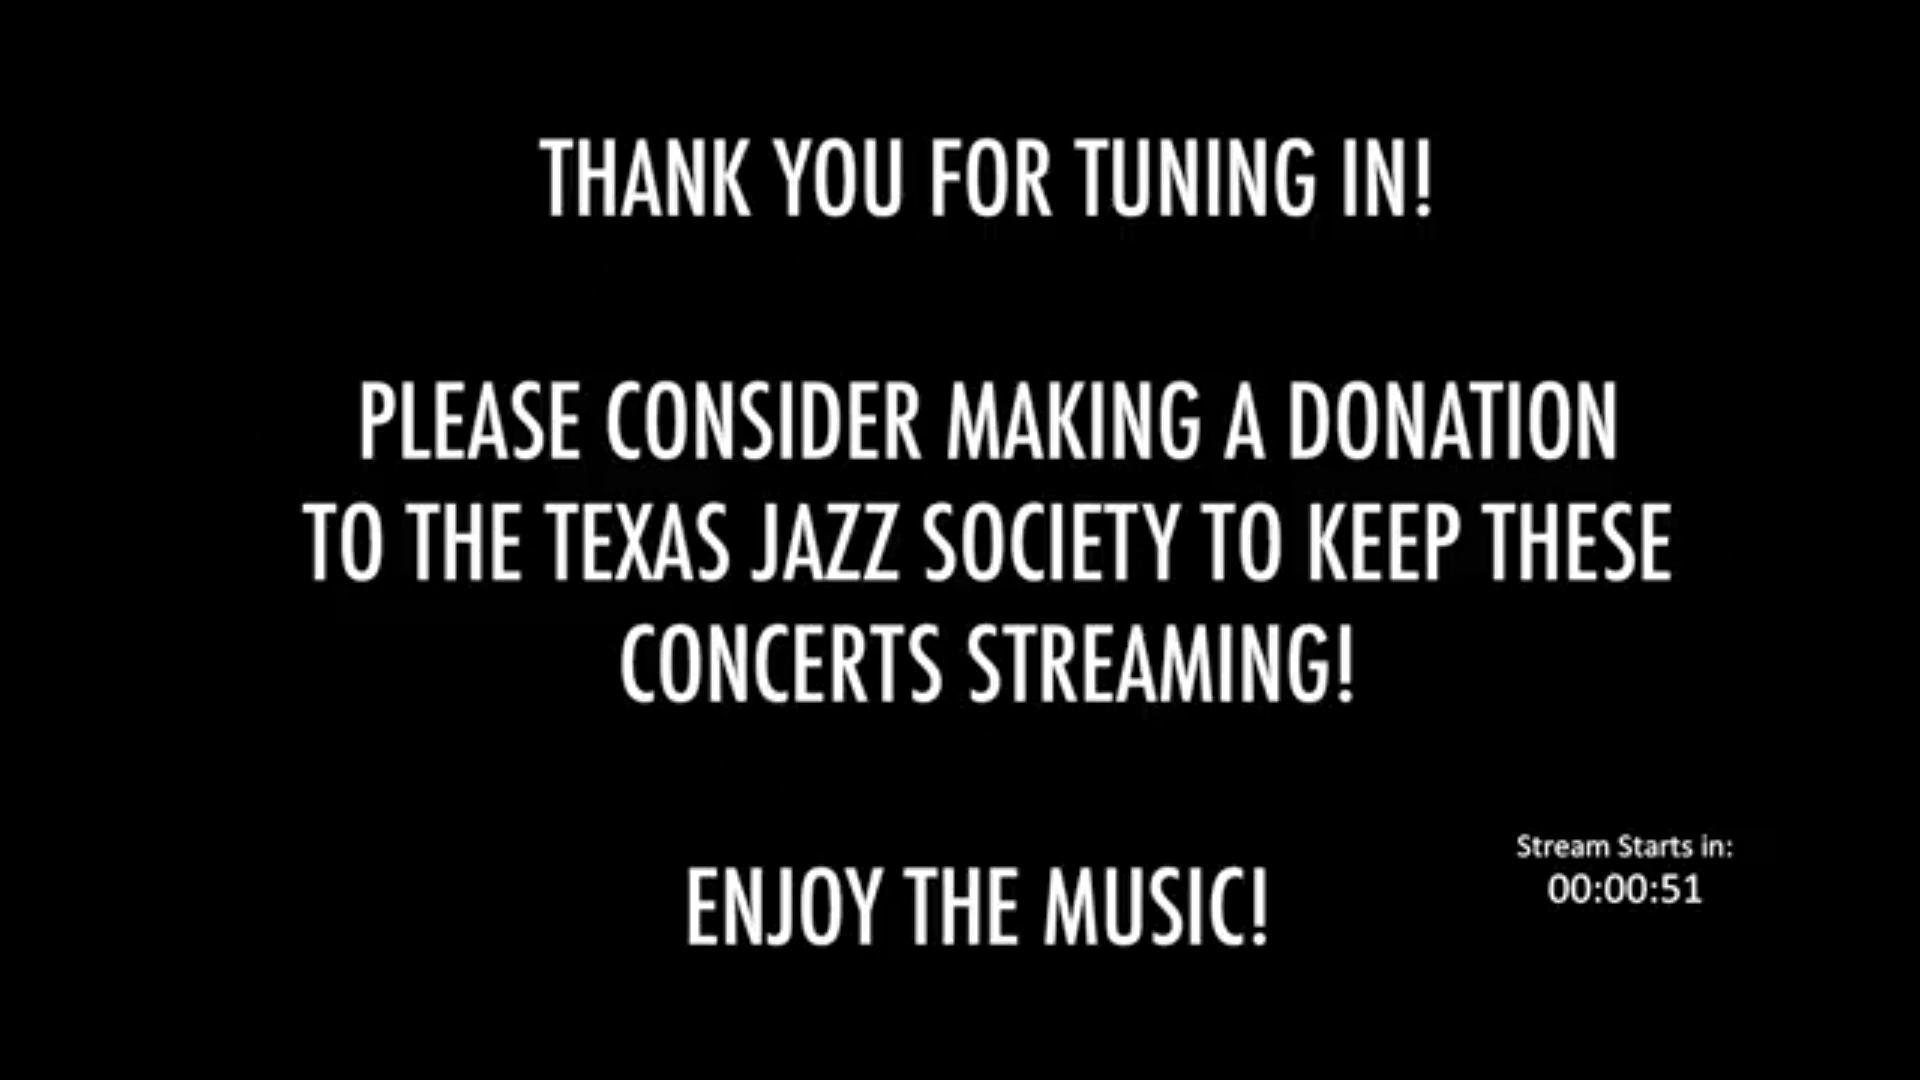 THANK YOU FOR TUNING IN!
PLEASE CONSIDER MAKING A DONATION
TO THE TEXAS JAZZ SOCIETY TO KEEP THESE
CONCERTS STREAMING!
ENJOY THE MUSIC!
Stream Starts in:
00:00:51